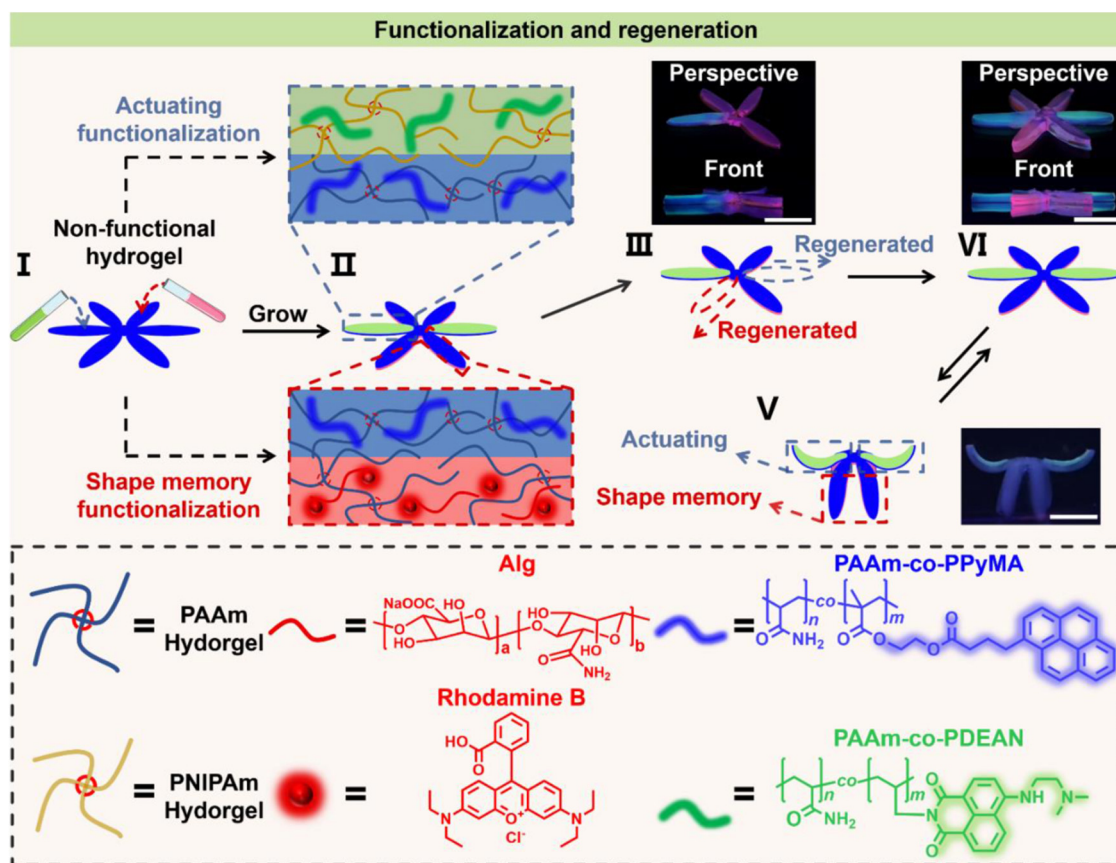 Functionalization and regeneration
Actuating
functionalization
Non-functional
hydrogel
I
Grow
II
Shape memory
functionalization
Perspective
Front
III
Regenerated
Regenerated
Perspective
Front
VI
V
Actuating
Shape memory
= PAAm
Hydorgel
=
Alg
NaOOC
HO
O
HO
OH
a
HO
O
OH
O
NH₂
b
=
PAAm-co-PPyMA
n
co
m
O
NH₂
O
O
O
O
= PNIPAm
Hydorgel
=
Rhodamine B
HO
O
N
O⁺
N
Cl⁻
=
PAAm-co-PDEAN
n
co
m
O
NH₂
O
N
O
NH
N